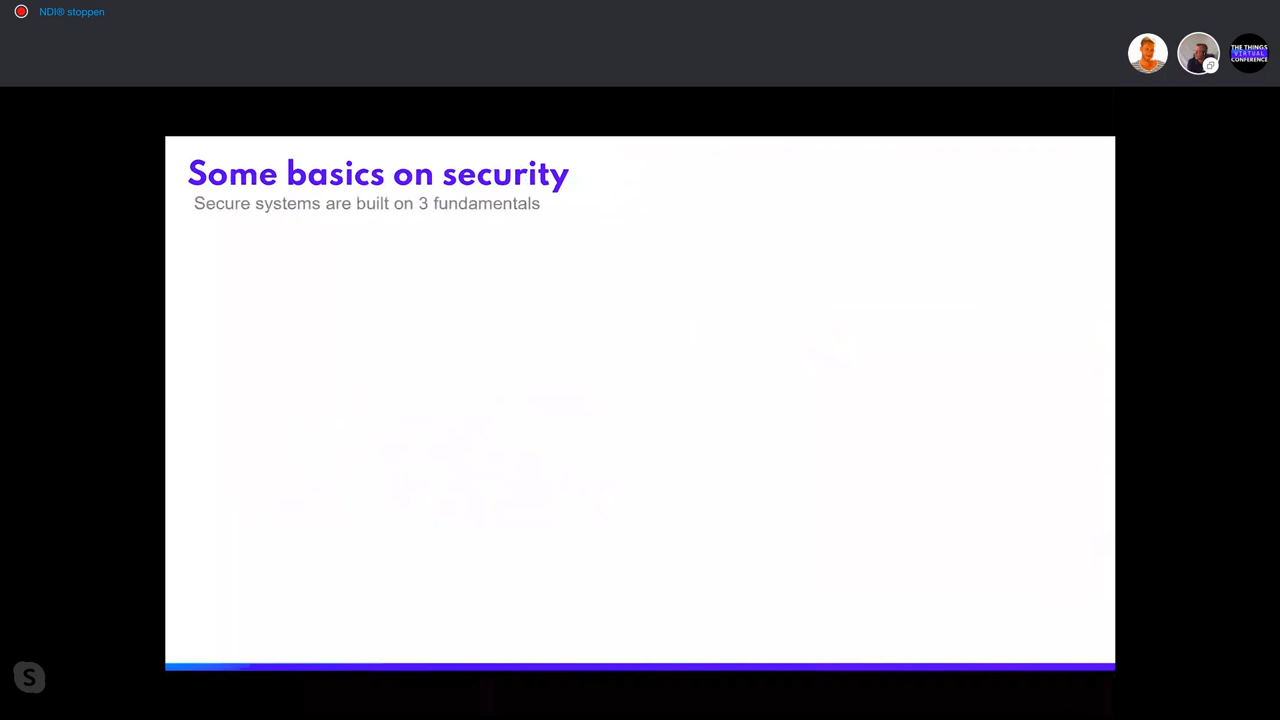 NDI® stoppen
THE THINGS
VIRTUAL
CONFERENCE
Some basics on security
Secure systems are built on 3 fundamentals
S